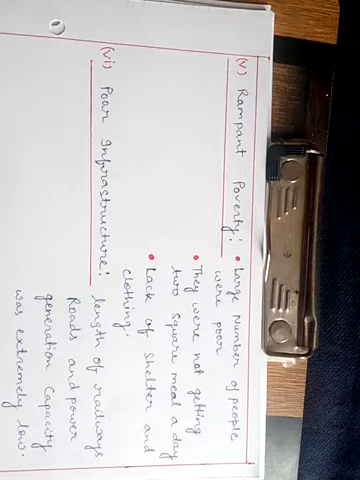 (v) Rampant Poverty: • Large Number of people
were poor
• They were not getting
two square meal a day
• Lack of shelter and
clothing.
(vi) Poor Infrastructure: length of railways
Roads and power
generation Capacity
was extremely low.